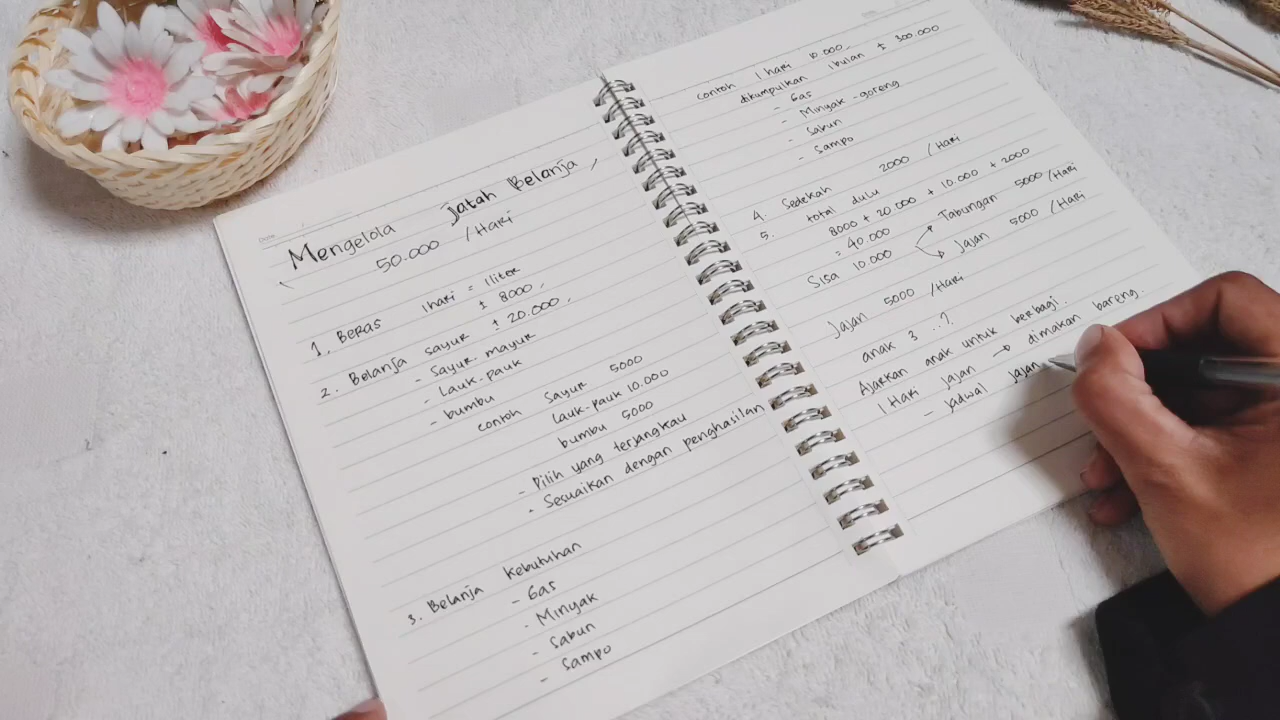 Mengelola Jatah Belanja,
50.000 /Hari
1. Beras 1hari = 1liter
± 8000,
2. Belanja sayur ± 20.000,
- Sayur mayur
- Lauk-pauk
- bumbu
contoh sayur 5000
lauk-pauk 10.000
bumbu 5000
- Pilih yang terjangkau
- Sesuaikan dengan penghasilan
3. Belanja kebutuhan
- Gas
- Minyak
- Sabun
- Sampo
contoh 1 hari 10.000,
dikumpulkan 1 bulan ± 300.000
- Gas
- Minyak-goreng
- Sabun
- Sampo
4. Sedekah 2000 /Hari
5. total dulu
8000 + 20.000 + 10.000 + 2000
= 40.000
Sisa 10.000 Tabungan 5000 /Hari
Jajan 5000 /Hari
Jajan 5000 /Hari
anak 3 ..?
Ajarkan anak untuk berbagi.
1 Hari jajan → dimakan bareng.
- jadwal jajan